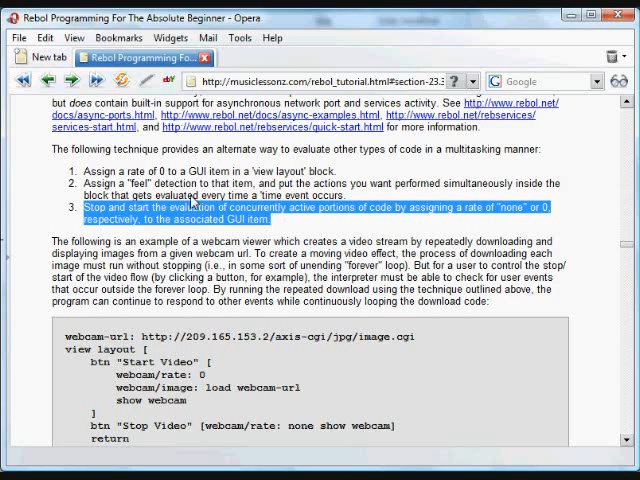 Rebol Programming For The Absolute Beginner - Opera
File Edit View Bookmarks Widgets Mail Tools Help
New tab Rebol Programming Fo...
http://musiclessonz.com/rebol_tutorial.html#section-23.3 ? Google
but does contain built-in support for asynchronous network port and services activity. See http://www.rebol.net/
docs/async-ports.html, http://www.rebol.net/docs/async-examples.html, http://www.rebol.net/rebservices/
services-start.html, and http://www.rebol.net/rebservices/quick-start.html for more information.
The following technique provides an alternate way to evaluate other types of code in a multitasking manner:
1. Assign a rate of 0 to a GUI item in a 'view layout' block.
2. Assign a "feel" detection to that item, and put the actions you want performed simultaneously inside the
block that gets evaluated every time a 'time event occurs.
3. Stop and start the evaluation of concurrently active portions of code by assigning a rate of "none" or 0,
respectively, to the associated GUI item.
The following is an example of a webcam viewer which creates a video stream by repeatedly downloading and
displaying images from a given webcam url. To create a moving video effect, the process of downloading each
image must run without stopping (i.e., in some sort of unending "forever" loop). But for a user to control the stop/
start of the video flow (by clicking a button, for example), the interpreter must be able to check for user events
that occur outside the forever loop. By running the repeated download using the technique outlined above, the
program can continue to respond to other events while continuously looping the download code:
webcam-url: http://209.165.153.2/axis-cgi/jpg/image.cgi
view layout [
btn "Start Video" [
webcam/rate: 0
webcam/image: load webcam-url
show webcam
]
btn "Stop Video" [webcam/rate: none show webcam]
return